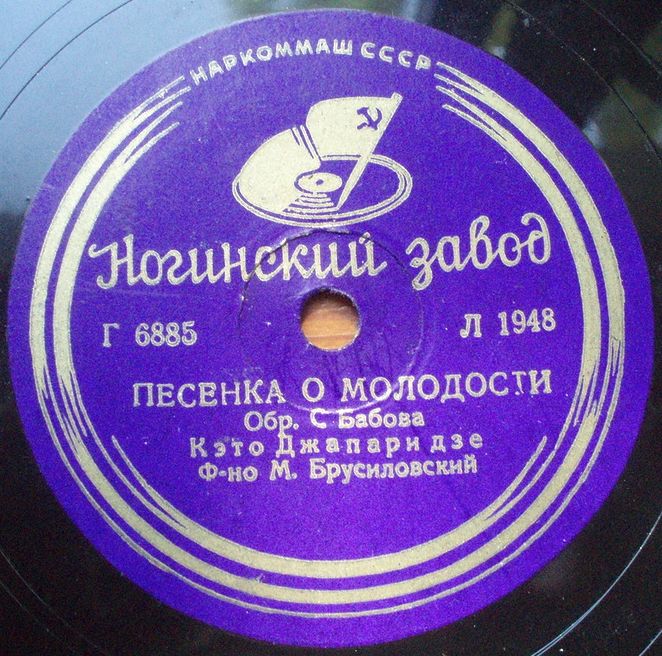 НАРКОММАШ СССР
Ногинский завод
Г 6885 Л 1948
ПЕСЕНКА О МОЛОДОСТИ
Обр. С Бабова
Кэто Джапаридзе
Ф-но М. Брусиловский